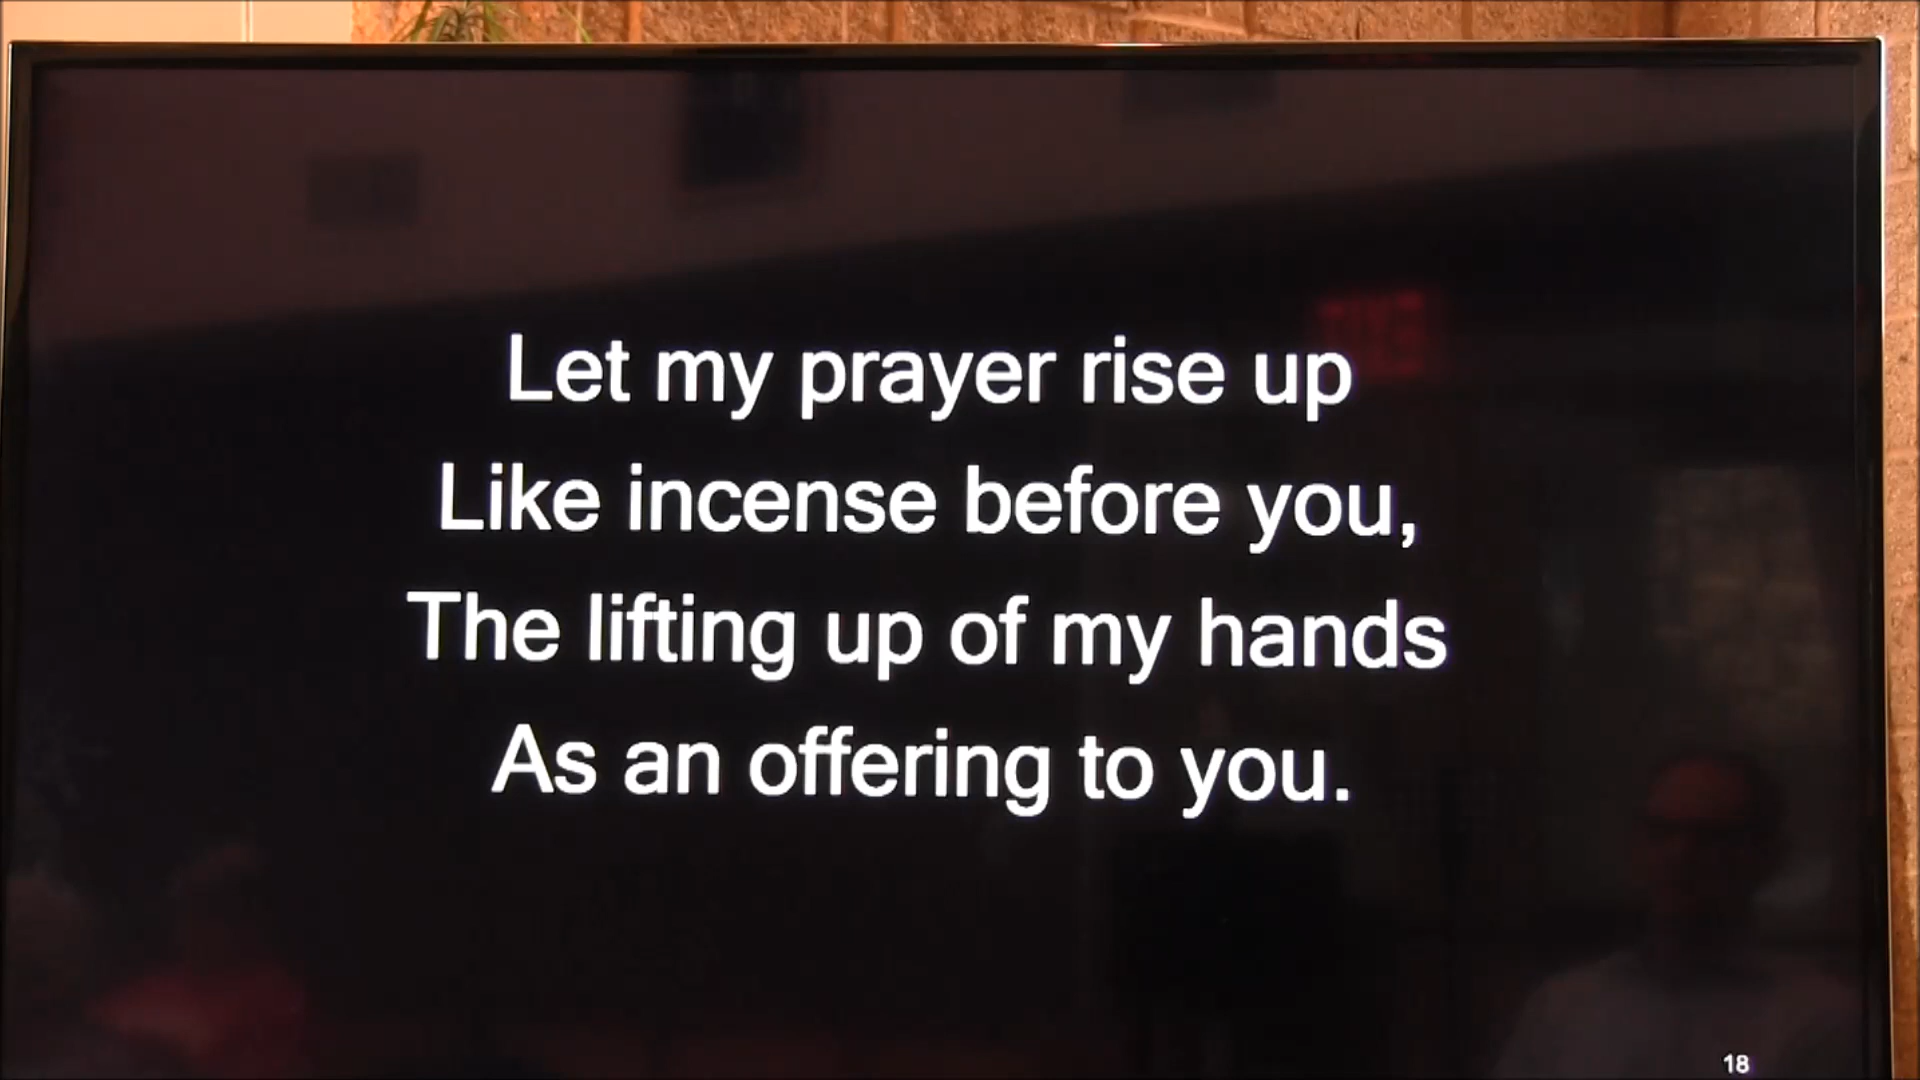 Let my prayer rise up
Like incense before you,
The lifting up of my hands
As an offering to you.
18